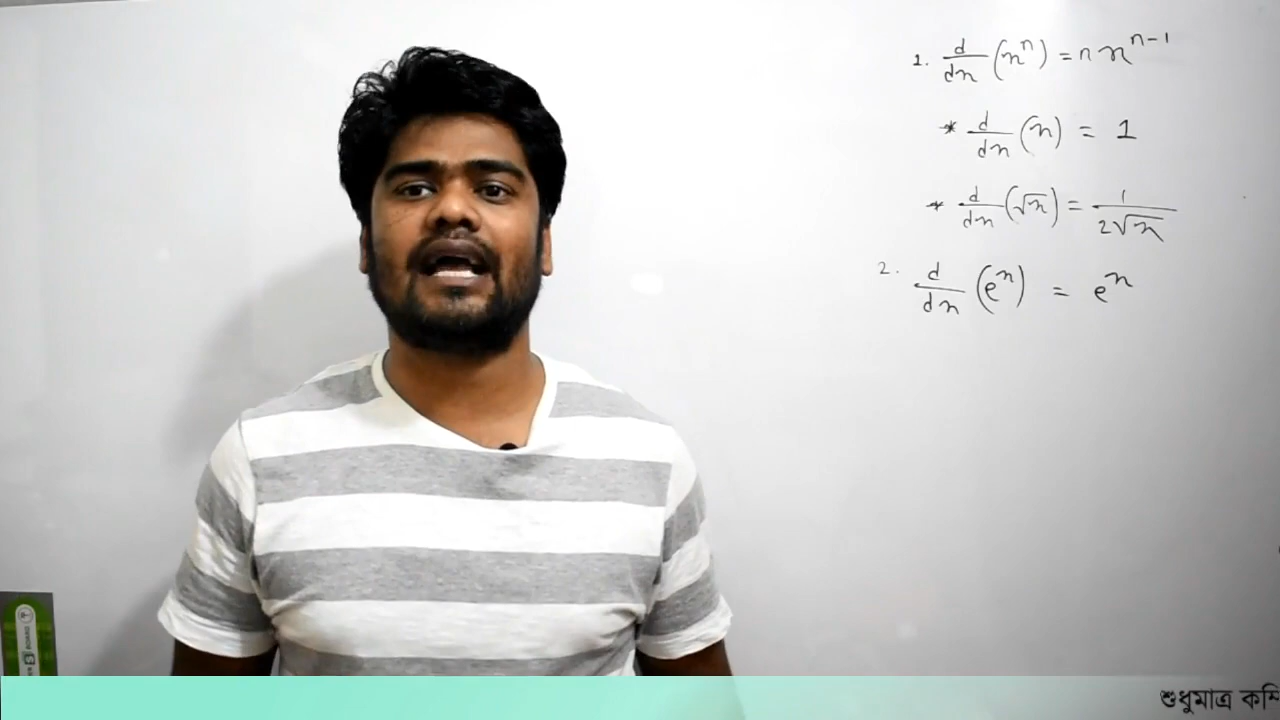 1. d/dx (x^n) = n x^{n-1}
* d/dx (x) = 1
* d/dx (√x) = 1/(2√x)
2. d/dx (e^x) = e^x
শুধুমাত্র